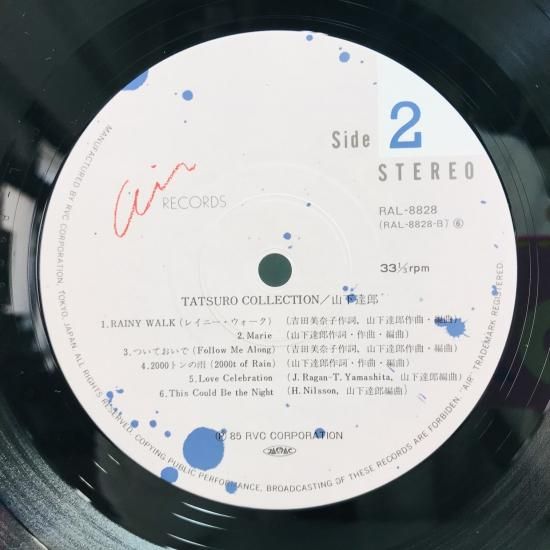 Side 2
STEREO
air RECORDS
RAL-8828
(RAL-8828-B) ⑥
33⅓rpm
TATSURO COLLECTION/山下達郎
1.RAINY WALK (レイニー・ウォーク) (吉田美奈子作詞, 山下達郎作曲・編曲)
2.Marie (山下達郎作詞・作曲・編曲)
3.ついておいで (Follow Me Along) (吉田美奈子作詞, 山下達郎作曲・編曲)
4.2000トンの雨 (2000t of Rain) (山下達郎作詞・作曲・編曲)
5.Love Celebration (J. Ragan-T. Yamashita, 山下達郎編曲)
6.This Could Be the Night (H. Nilsson, 山下達郎編曲)
Ⓟ 85 RVC CORPORATION
JASRAC
MANUFACTURED BY RVC CORPORATION, TOKYO, JAPAN. ALL RIGHTS RESERVED. COPYING, PUBLIC PERFORMANCE, BROADCASTING OF THESE RECORDS ARE FORBIDDEN. "AIR"-TRADEMARK REGISTERED.